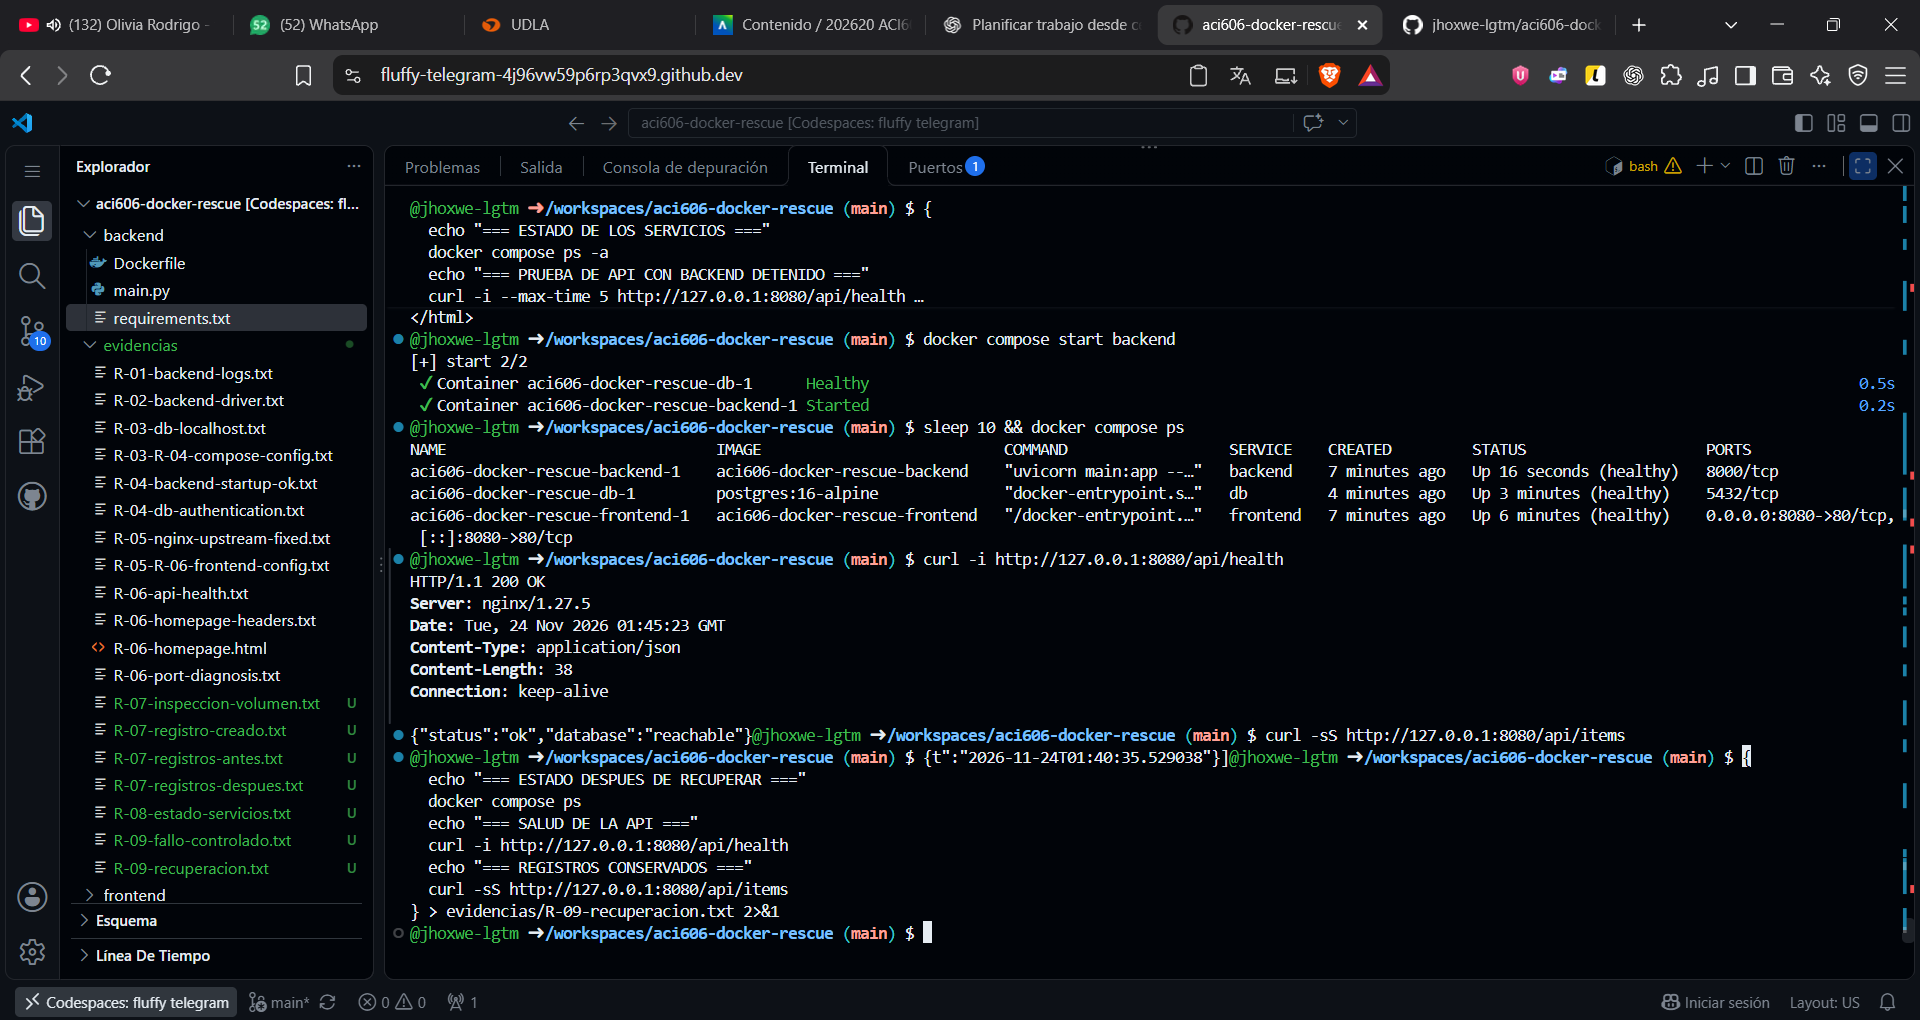 (132) Olivia Rodrigo -
52 (52) WhatsApp
UDLA
Contenido / 202620 ACI6
Planificar trabajo desde c
aci606-docker-rescue
jhoxwe-lgtm/aci606-dock
fluffy-telegram-4j96vw59p6rp3qvx9.github.dev
aci606-docker-rescue [Codespaces: fluffy telegram]
Explorador
aci606-docker-rescue [Codespaces: fl...
backend
Dockerfile
main.py
requirements.txt
evidencias
R-01-backend-logs.txt
R-02-backend-driver.txt
R-03-db-localhost.txt
R-03-R-04-compose-config.txt
R-04-backend-startup-ok.txt
R-04-db-authentication.txt
R-05-nginx-upstream-fixed.txt
R-05-R-06-frontend-config.txt
R-06-api-health.txt
R-06-homepage-headers.txt
R-06-homepage.html
R-06-port-diagnosis.txt
R-07-inspeccion-volumen.txt U
R-07-registro-creado.txt U
R-07-registros-antes.txt U
R-07-registros-despues.txt U
R-08-estado-servicios.txt U
R-09-fallo-controlado.txt U
R-09-recuperacion.txt U
frontend
Esquema
Línea De Tiempo
10
Problemas
Salida
Consola de depuración
Terminal
Puertos 1
bash
@jhoxwe-lgtm ➜/workspaces/aci606-docker-rescue (main) $ {
echo "=== ESTADO DE LOS SERVICIOS ==="
docker compose ps -a
echo "=== PRUEBA DE API CON BACKEND DETENIDO ==="
curl -i --max-time 5 http://127.0.0.1:8080/api/health …
</html>
@jhoxwe-lgtm ➜/workspaces/aci606-docker-rescue (main) $ docker compose start backend
[+] start 2/2
✓ Container aci606-docker-rescue-db-1 Healthy 0.5s
✓ Container aci606-docker-rescue-backend-1 Started 0.2s
@jhoxwe-lgtm ➜/workspaces/aci606-docker-rescue (main) $ sleep 10 && docker compose ps
NAME IMAGE COMMAND SERVICE CREATED STATUS PORTS
aci606-docker-rescue-backend-1 aci606-docker-rescue-backend "uvicorn main:app --…" backend 7 minutes ago Up 16 seconds (healthy) 8000/tcp
aci606-docker-rescue-db-1 postgres:16-alpine "docker-entrypoint.s…" db 4 minutes ago Up 3 minutes (healthy) 5432/tcp
aci606-docker-rescue-frontend-1 aci606-docker-rescue-frontend "/docker-entrypoint.…" frontend 7 minutes ago Up 6 minutes (healthy) 0.0.0.0:8080->80/tcp,
[::]:8080->80/tcp
@jhoxwe-lgtm ➜/workspaces/aci606-docker-rescue (main) $ curl -i http://127.0.0.1:8080/api/health
HTTP/1.1 200 OK
Server: nginx/1.27.5
Date: Tue, 24 Nov 2026 01:45:23 GMT
Content-Type: application/json
Content-Length: 38
Connection: keep-alive
{"status":"ok","database":"reachable"}@jhoxwe-lgtm ➜/workspaces/aci606-docker-rescue (main) $ curl -sS http://127.0.0.1:8080/api/items
@jhoxwe-lgtm ➜/workspaces/aci606-docker-rescue (main) $ {t":"2026-11-24T01:40:35.529038"}]@jhoxwe-lgtm ➜/workspaces/aci606-docker-rescue (main) $ {
echo "=== ESTADO DESPUES DE RECUPERAR ==="
docker compose ps
echo "=== SALUD DE LA API ==="
curl -i http://127.0.0.1:8080/api/health
echo "=== REGISTROS CONSERVADOS ==="
curl -sS http://127.0.0.1:8080/api/items
} > evidencias/R-09-recuperacion.txt 2>&1
@jhoxwe-lgtm ➜/workspaces/aci606-docker-rescue (main) $
Codespaces: fluffy telegram
main*
0
0
1
Iniciar sesión
Layout: US